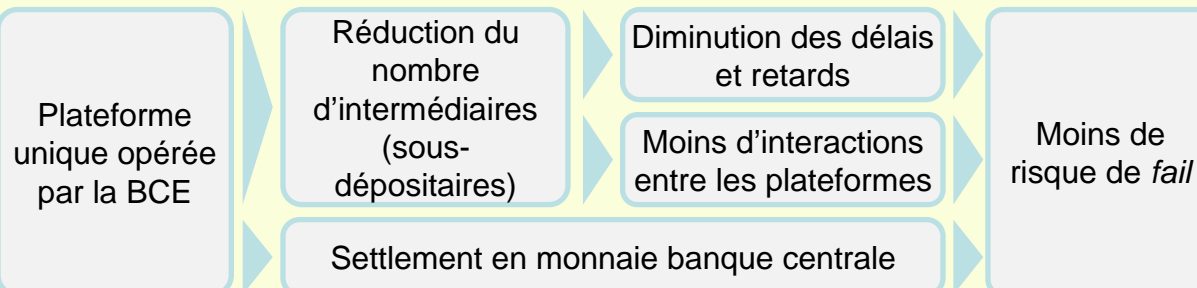 Plateforme
unique opérée
par la BCE
Réduction du
nombre
d'intermédiaires
(sous-
dépositaires)
Diminution des délais
et retards
Moins d'interactions
entre les plateformes
Settlement en monnaie banque centrale
Moins de
risque de fail